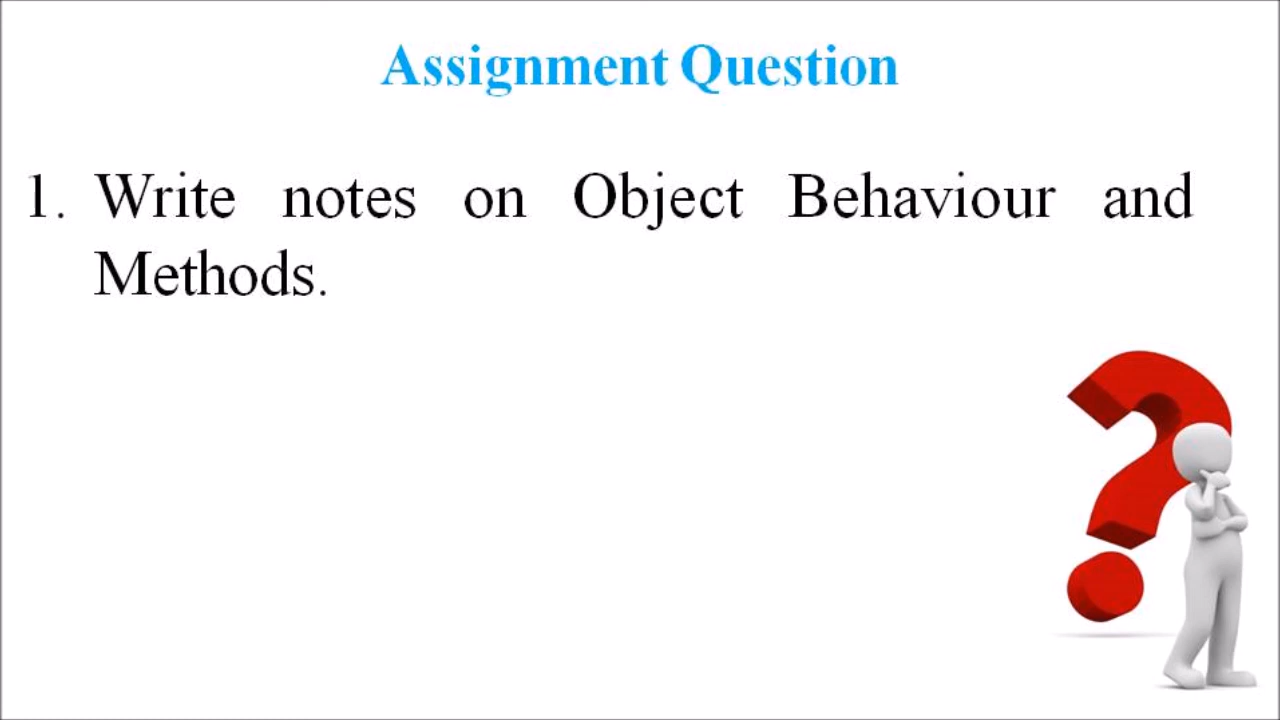 Assignment Question
1. Write notes on Object Behaviour and
Methods.